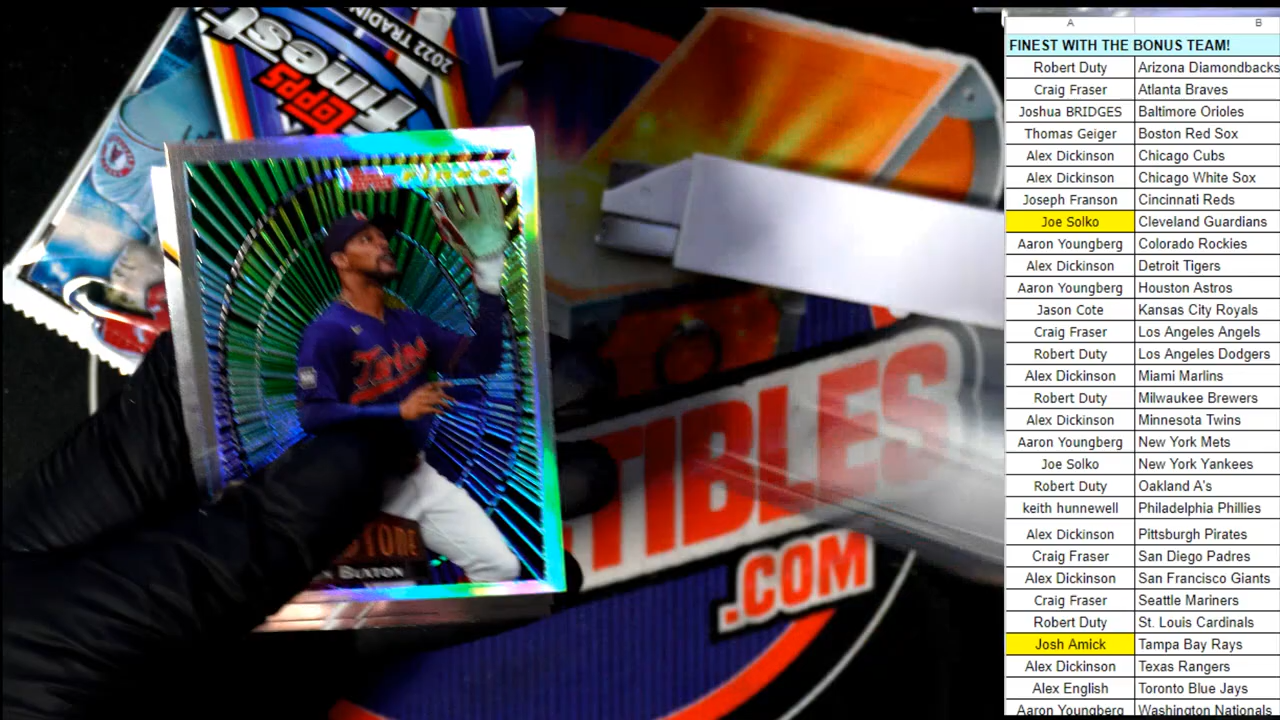 2022 TRADING
TOPPS
finest
TOPPS FINEST
Twins
BUXTON
TIBLES
.COM
A B
FINEST WITH THE BONUS TEAM!
Robert Duty Arizona Diamondbacks
Craig Fraser Atlanta Braves
Joshua BRIDGES Baltimore Orioles
Thomas Geiger Boston Red Sox
Alex Dickinson Chicago Cubs
Alex Dickinson Chicago White Sox
Joseph Franson Cincinnati Reds
Joe Solko Cleveland Guardians
Aaron Youngberg Colorado Rockies
Alex Dickinson Detroit Tigers
Aaron Youngberg Houston Astros
Jason Cote Kansas City Royals
Craig Fraser Los Angeles Angels
Robert Duty Los Angeles Dodgers
Alex Dickinson Miami Marlins
Robert Duty Milwaukee Brewers
Alex Dickinson Minnesota Twins
Aaron Youngberg New York Mets
Joe Solko New York Yankees
Robert Duty Oakland A's
keith hunnewell Philadelphia Phillies
Alex Dickinson Pittsburgh Pirates
Craig Fraser San Diego Padres
Alex Dickinson San Francisco Giants
Craig Fraser Seattle Mariners
Robert Duty St. Louis Cardinals
Josh Amick Tampa Bay Rays
Alex Dickinson Texas Rangers
Alex English Toronto Blue Jays
Aaron Youngberg Washington Nationals